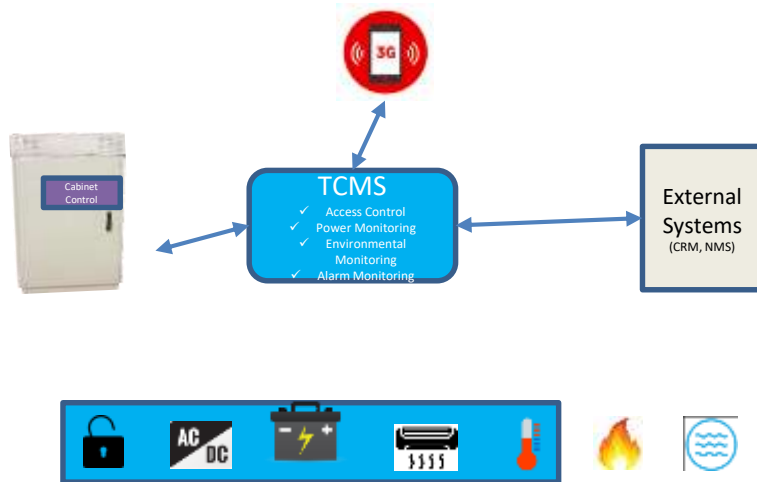 3G
Cabinet
Control
TCMS
✓ Access Control
✓ Power Monitoring
✓ Environmental
Monitoring
✓ Alarm Monitoring
External
Systems
(CRM, NMS)
AC
DC